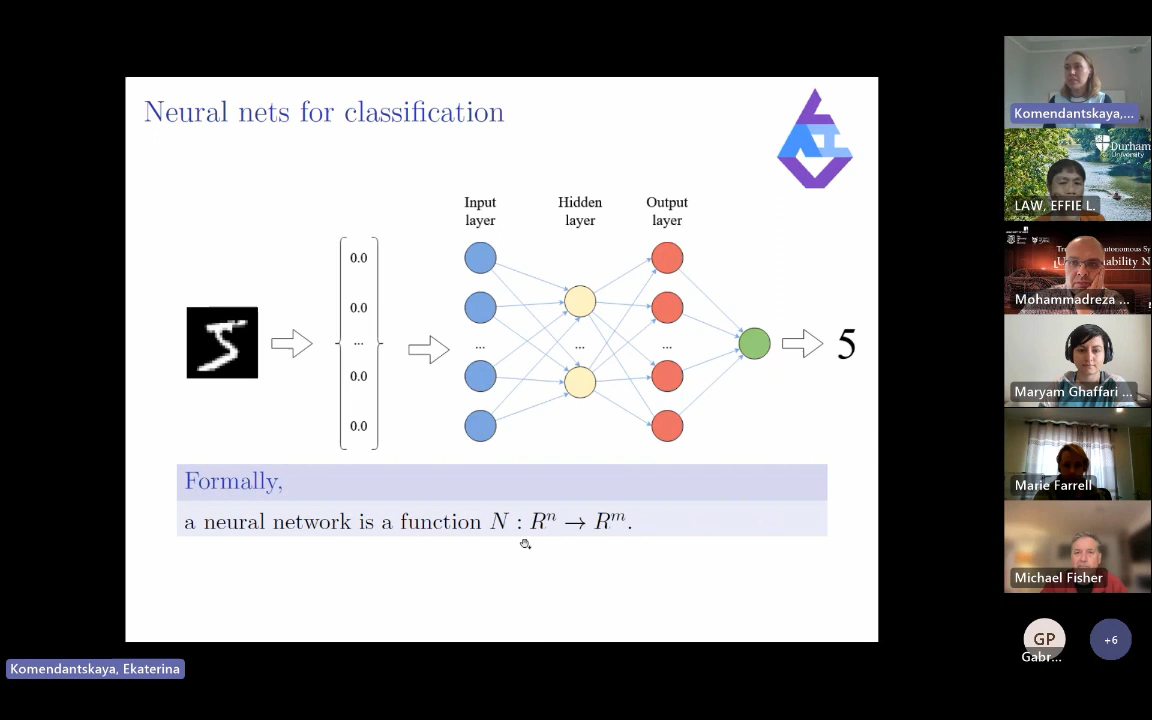 Neural nets for classification
Input layer
Hidden layer
Output layer
0.0
0.0
...
0.0
0.0
...
...
...
5
Formally,
a neural network is a function N : Rⁿ → Rᵐ.
Komendantskaya, Ekaterina
Komendantskaya,...
Durham
University
LAW, EFFIE L.
Mohammadreza ...
Maryam Ghaffari ...
Marie Farrell
Michael Fisher
GP
Gabr...
+6